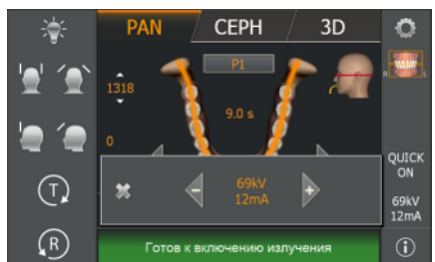 PAN
CEPH
3D
P1
1318
9.0 s
0
R
L
QUICK
ON
69kV
12mA
69kV
12mA
T
R
Готов к включению излучения
i